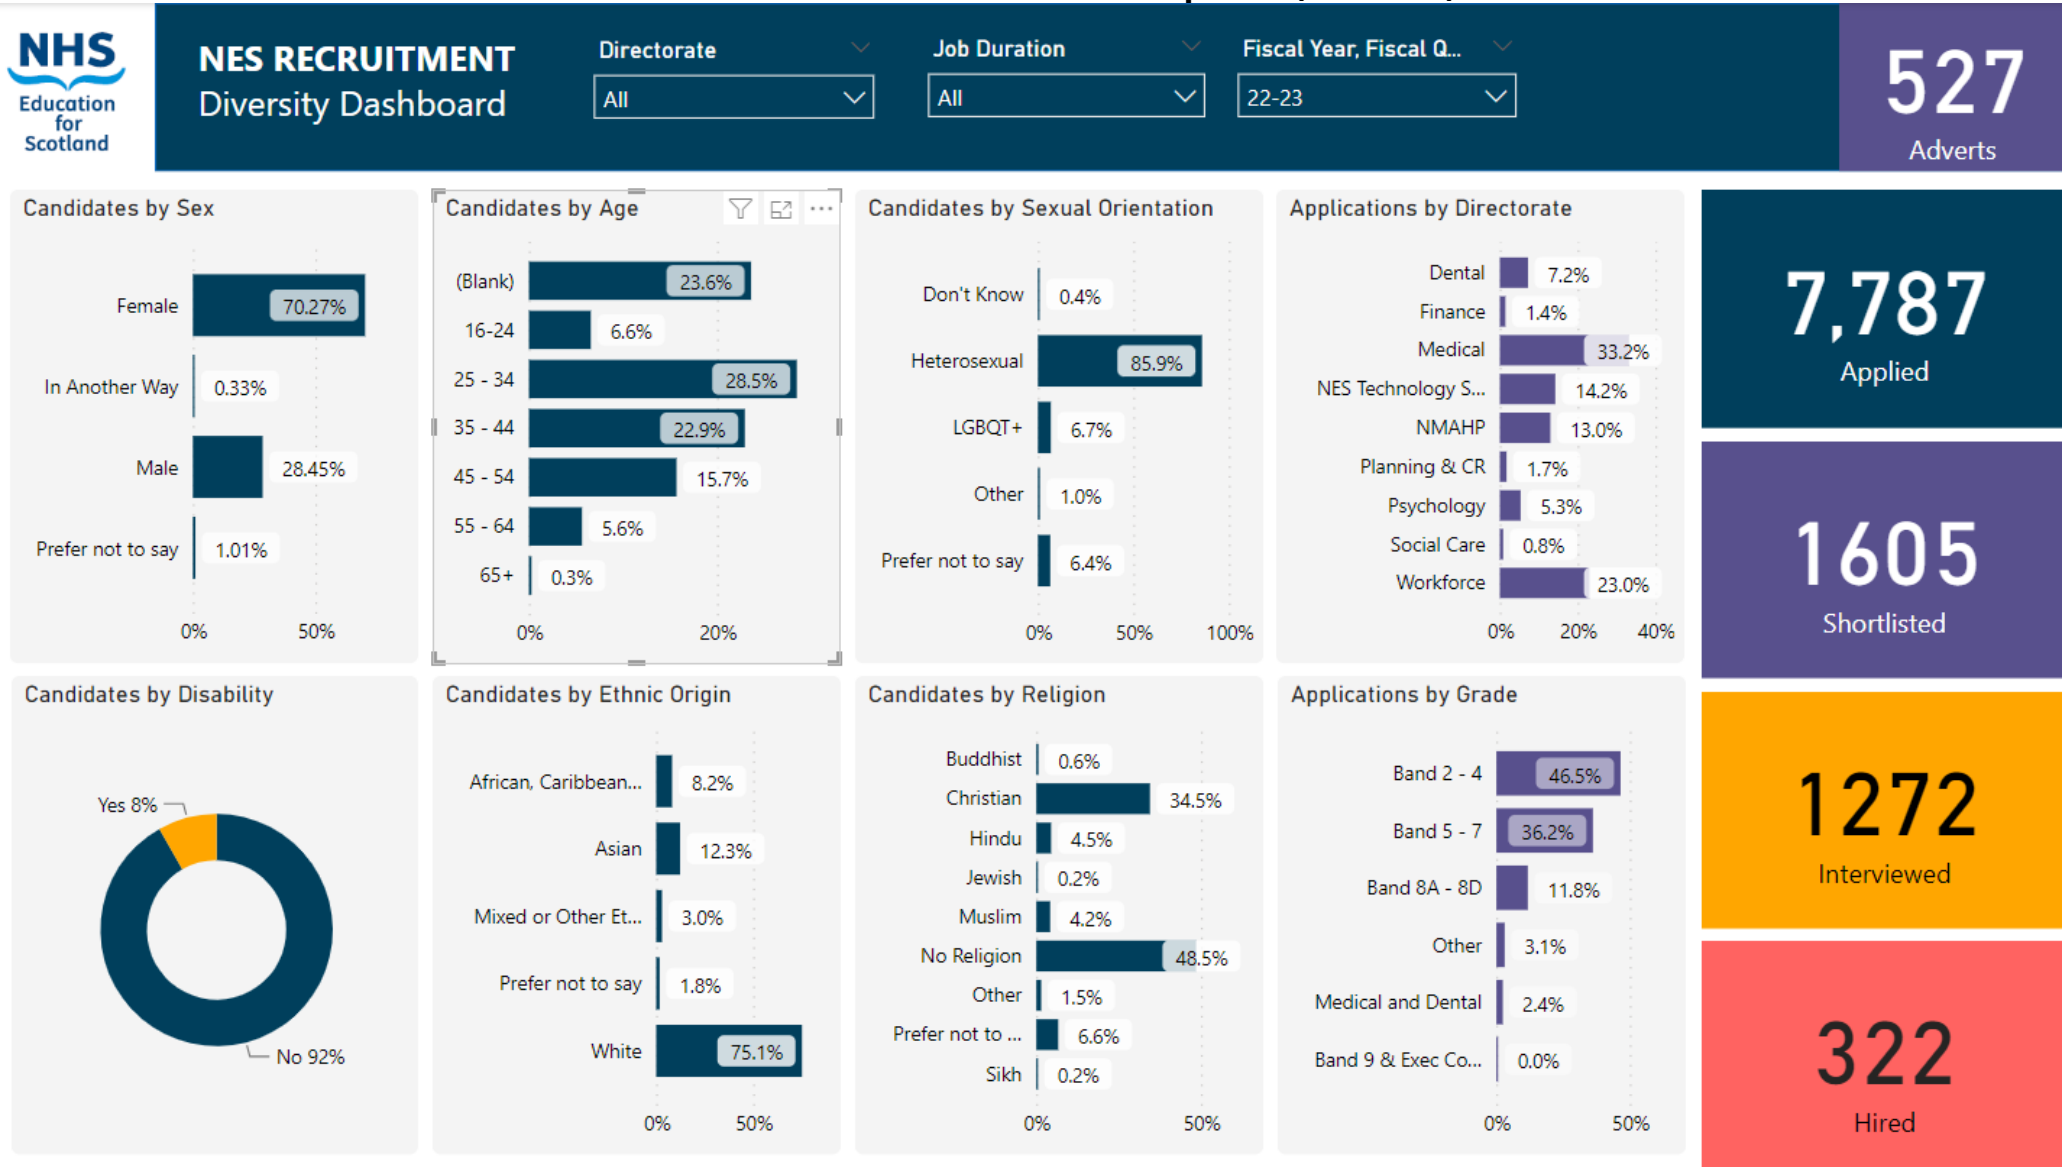 NHS
Education
for
Scotland
NES RECRUITMENT
Diversity Dashboard
Directorate
All
Job Duration
All
Fiscal Year, Fiscal Q...
22-23
527
Adverts
Candidates by Sex
Female 70.27%
In Another Way 0.33%
Male 28.45%
Prefer not to say 1.01%
0% 50%
Candidates by Age
(Blank) 23.6%
16-24 6.6%
25 - 34 28.5%
35 - 44 22.9%
45 - 54 15.7%
55 - 64 5.6%
65+ 0.3%
0% 20%
Candidates by Sexual Orientation
Don't Know 0.4%
Heterosexual 85.9%
LGBQT+ 6.7%
Other 1.0%
Prefer not to say 6.4%
0% 50% 100%
Applications by Directorate
Dental 7.2%
Finance 1.4%
Medical 33.2%
NES Technology S... 14.2%
NMAHP 13.0%
Planning & CR 1.7%
Psychology 5.3%
Social Care 0.8%
Workforce 23.0%
0% 20% 40%
7,787
Applied
1605
Shortlisted
Candidates by Disability
Yes 8%
No 92%
Candidates by Ethnic Origin
African, Caribbean... 8.2%
Asian 12.3%
Mixed or Other Et... 3.0%
Prefer not to say 1.8%
White 75.1%
0% 50%
Candidates by Religion
Buddhist 0.6%
Christian 34.5%
Hindu 4.5%
Jewish 0.2%
Muslim 4.2%
No Religion 48.5%
Other 1.5%
Prefer not to ... 6.6%
Sikh 0.2%
0% 50%
Applications by Grade
Band 2 - 4 46.5%
Band 5 - 7 36.2%
Band 8A - 8D 11.8%
Other 3.1%
Medical and Dental 2.4%
Band 9 & Exec Co... 0.0%
0% 50%
1272
Interviewed
322
Hired